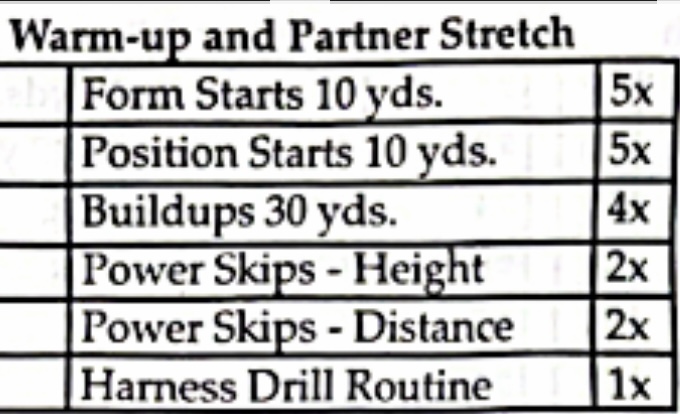 Warm-up and Partner Stretch
Form Starts 10 yds. 5x
Position Starts 10 yds. 5x
Buildups 30 yds. 4x
Power Skips - Height 2x
Power Skips - Distance 2x
Harness Drill Routine 1x